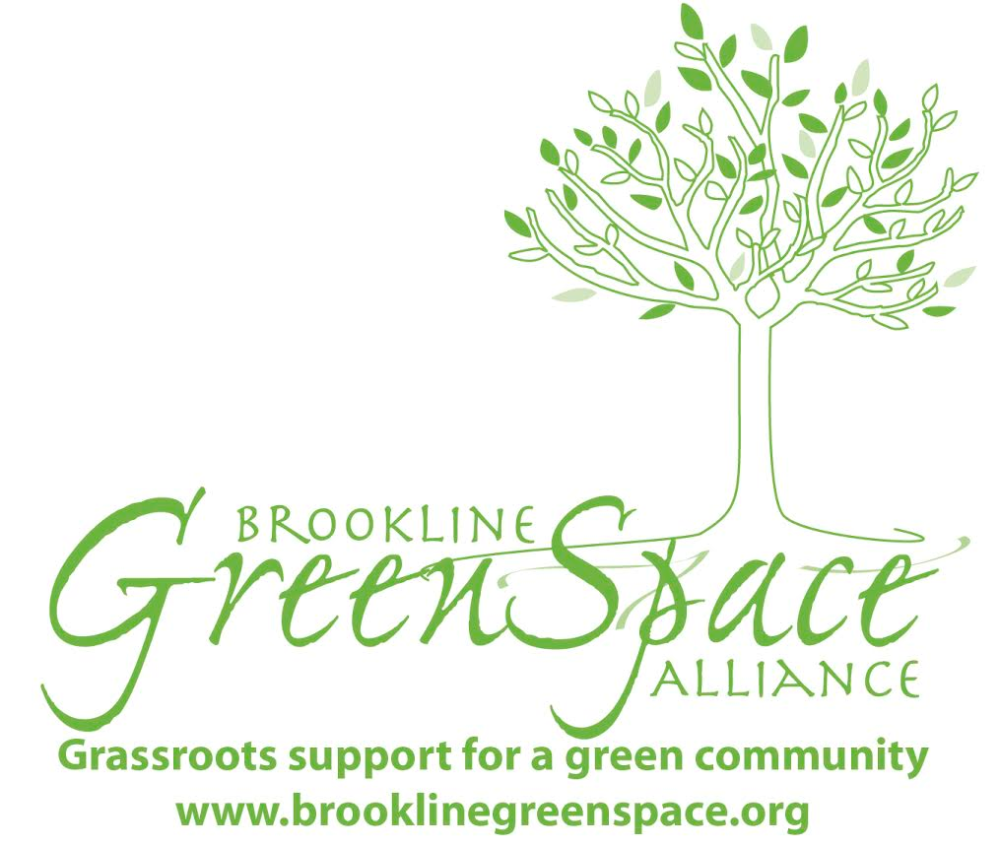 BROOKLINE
GreenSpace
ALLIANCE
Grassroots support for a green community
www.brooklinegreenspace.org